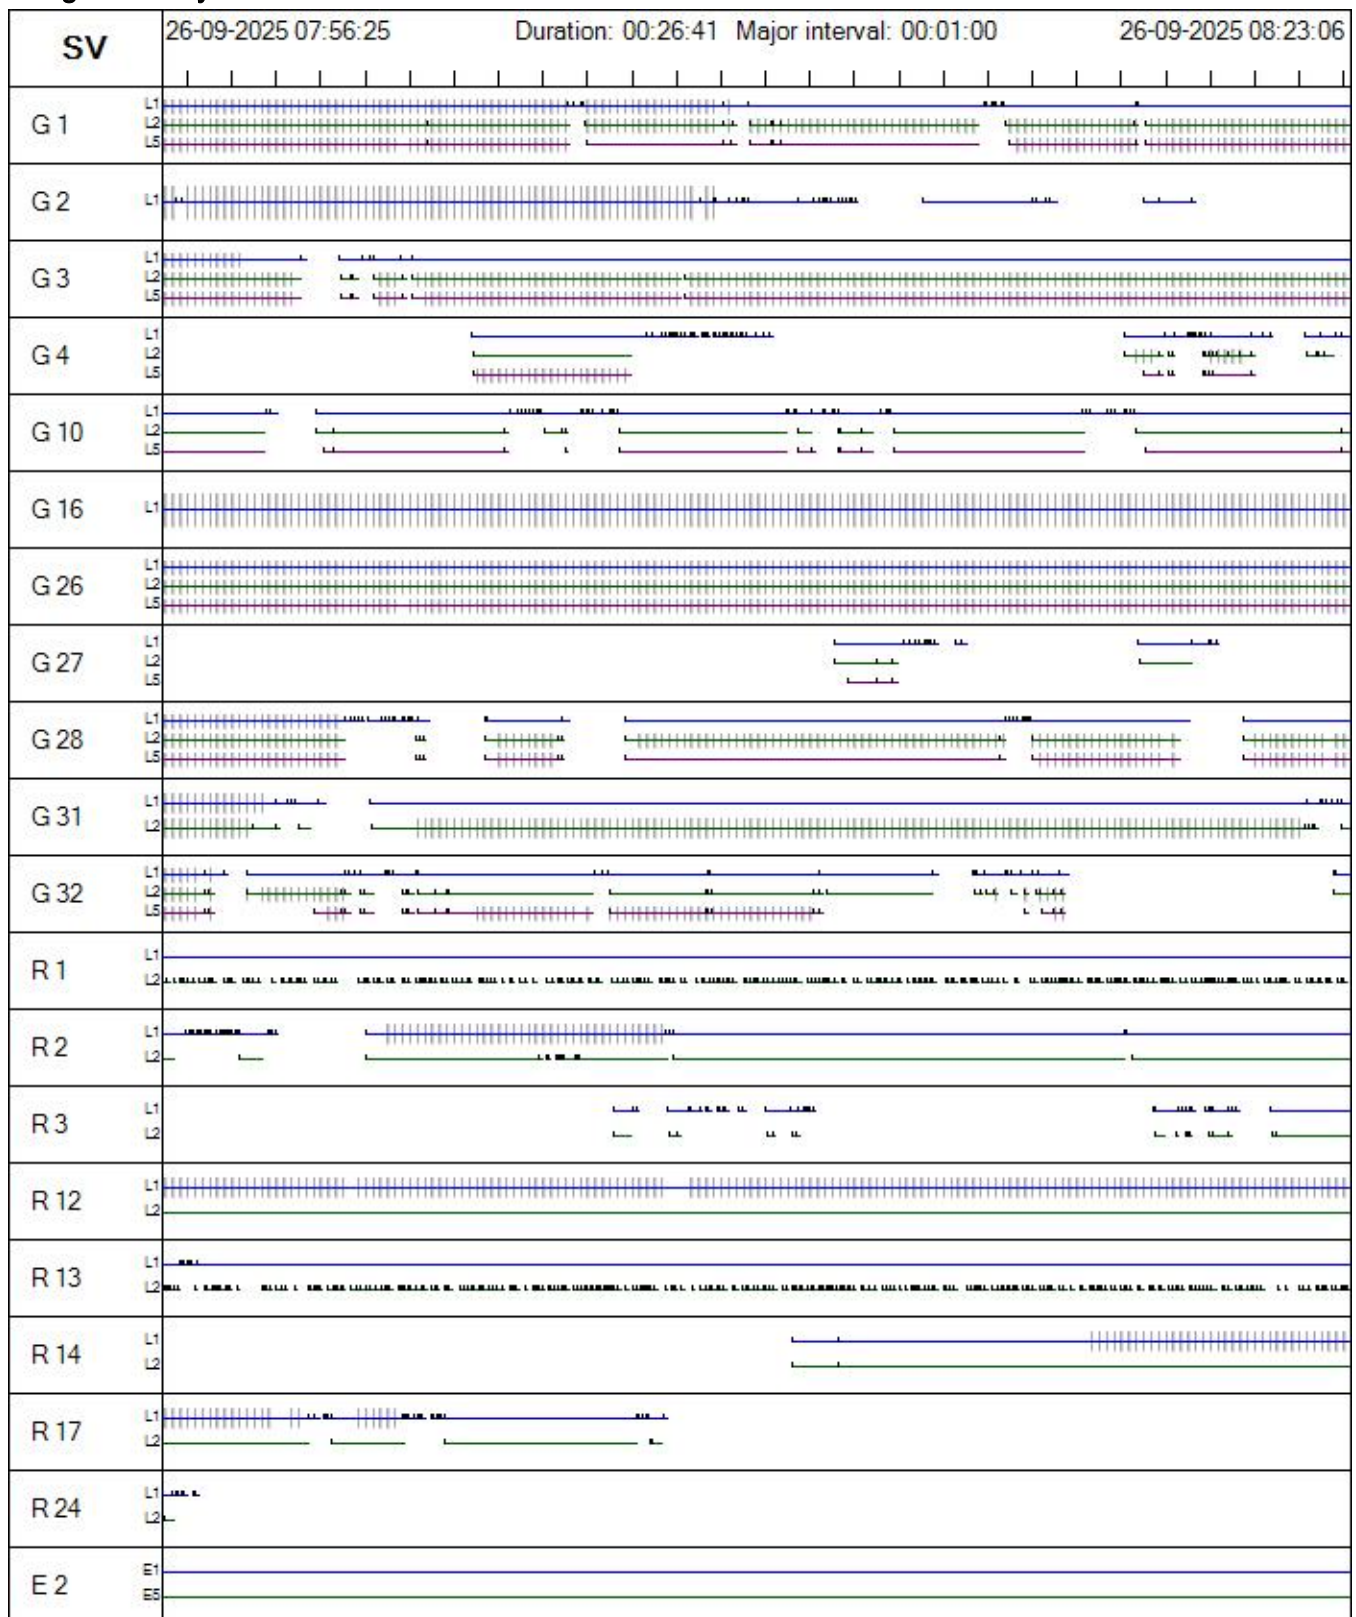 SV
26-09-2025 07:56:25 Duration: 00:26:41 Major interval: 00:01:00 26-09-2025 08:23:06
G 1 L1
L2
L5
G 2 L1
G 3 L1
L2
L5
G 4 L1
L2
L5
G 10 L1
L2
L5
G 16 L1
G 26 L1
L2
L5
G 27 L1
L2
L5
G 28 L1
L2
L5
G 31 L1
L2
G 32 L1
L2
L5
R 1 L1
L2
R 2 L1
L2
R 3 L1
L2
R 12 L1
L2
R 13 L1
L2
R 14 L1
L2
R 17 L1
L2
R 24 L1
L2
E 2 E1
E5